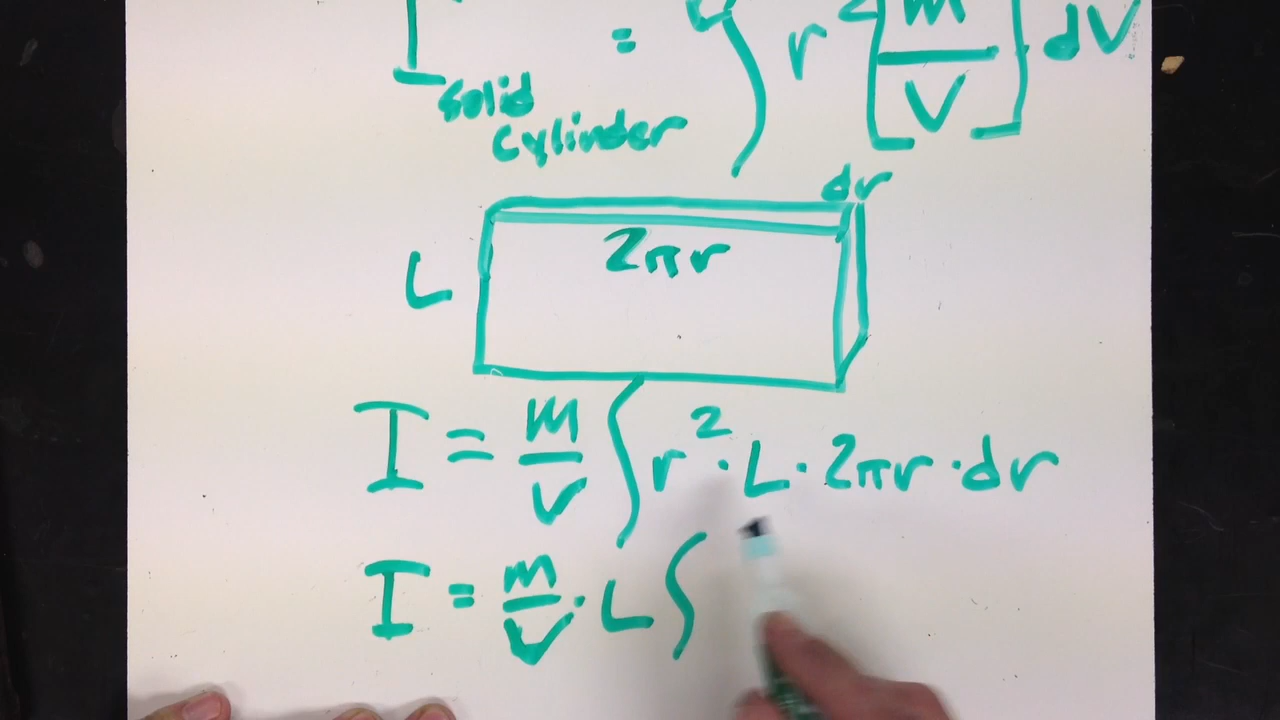 I solid cylinder = ∫ r² [m/V] dV
dr
2πr
L
I = m/V ∫ r² · L · 2πr · dr
I = m/V · L ∫